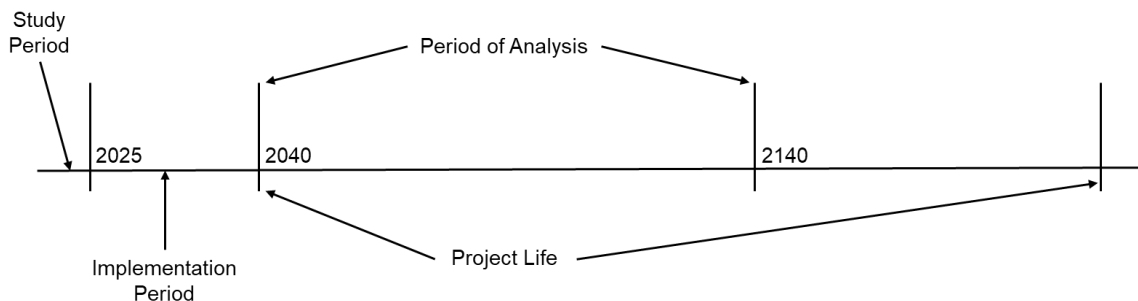 Study
Period
Period of Analysis
2025
2040
2140
Project Life
Implementation
Period